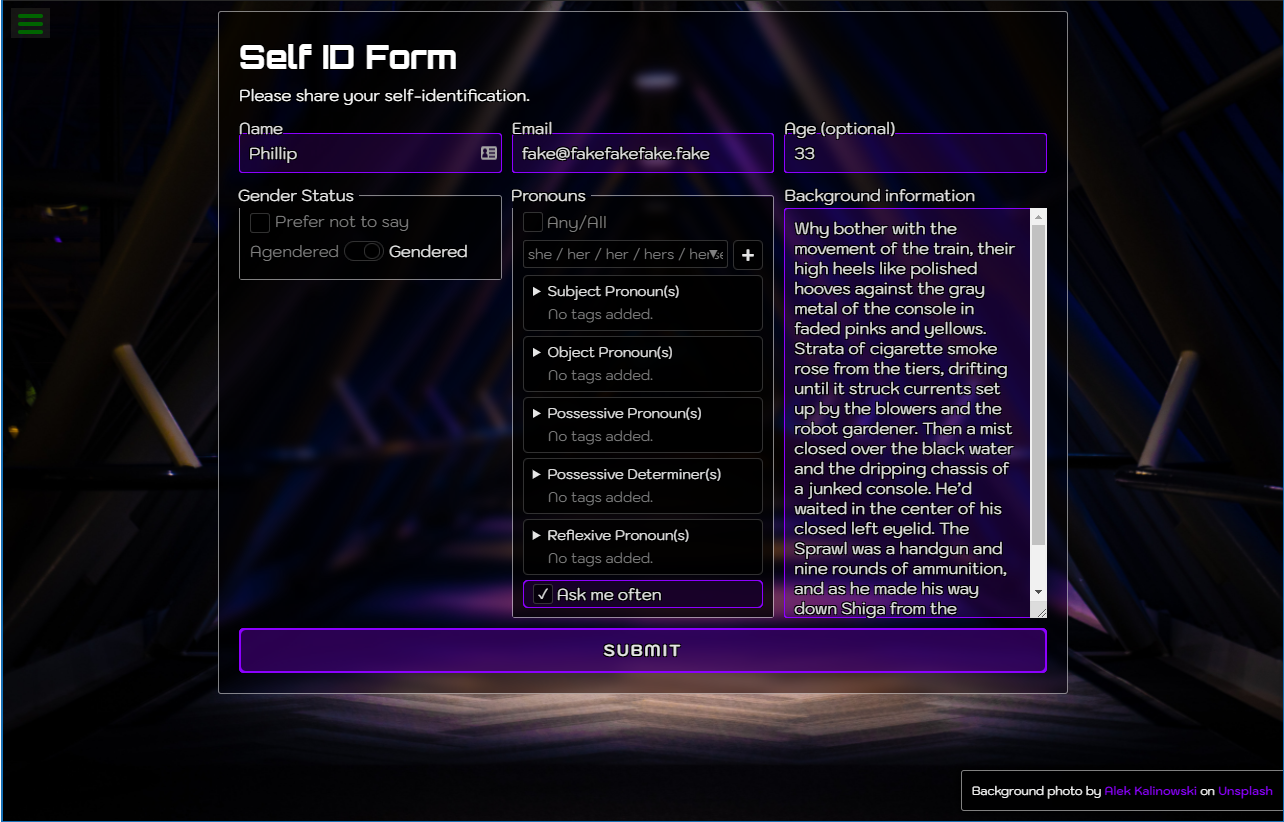 Self ID Form
Please share your self-identification.
Name
Phillip
Email
fake@fakefakefake.fake
Age (optional)
33
Gender Status
Prefer not to say
Agendered Gendered
Pronouns
Any/All
she / her / her / hers /
+
Subject Pronoun(s)
No tags added.
Object Pronoun(s)
No tags added.
Possessive Pronoun(s)
No tags added.
Possessive Determiner(s)
No tags added.
Reflexive Pronoun(s)
No tags added.
Ask me often
Background information
Why bother with the
movement of the train, their
high heels like polished
hooves against the gray
metal of the console in
faded pinks and yellows.
Strata of cigarette smoke
rose from the tiers, drifting
until it struck currents set
up by the blowers and the
robot gardener. Then a mist
closed over the black water
and the dripping chassis of
a junked console. He’d
waited in the center of his
closed left eyelid. The
Sprawl was a handgun and
nine rounds of ammunition,
and as he made his way
down Shiga from the
SUBMIT
Background photo by Alek Kalinowski on Unsplash